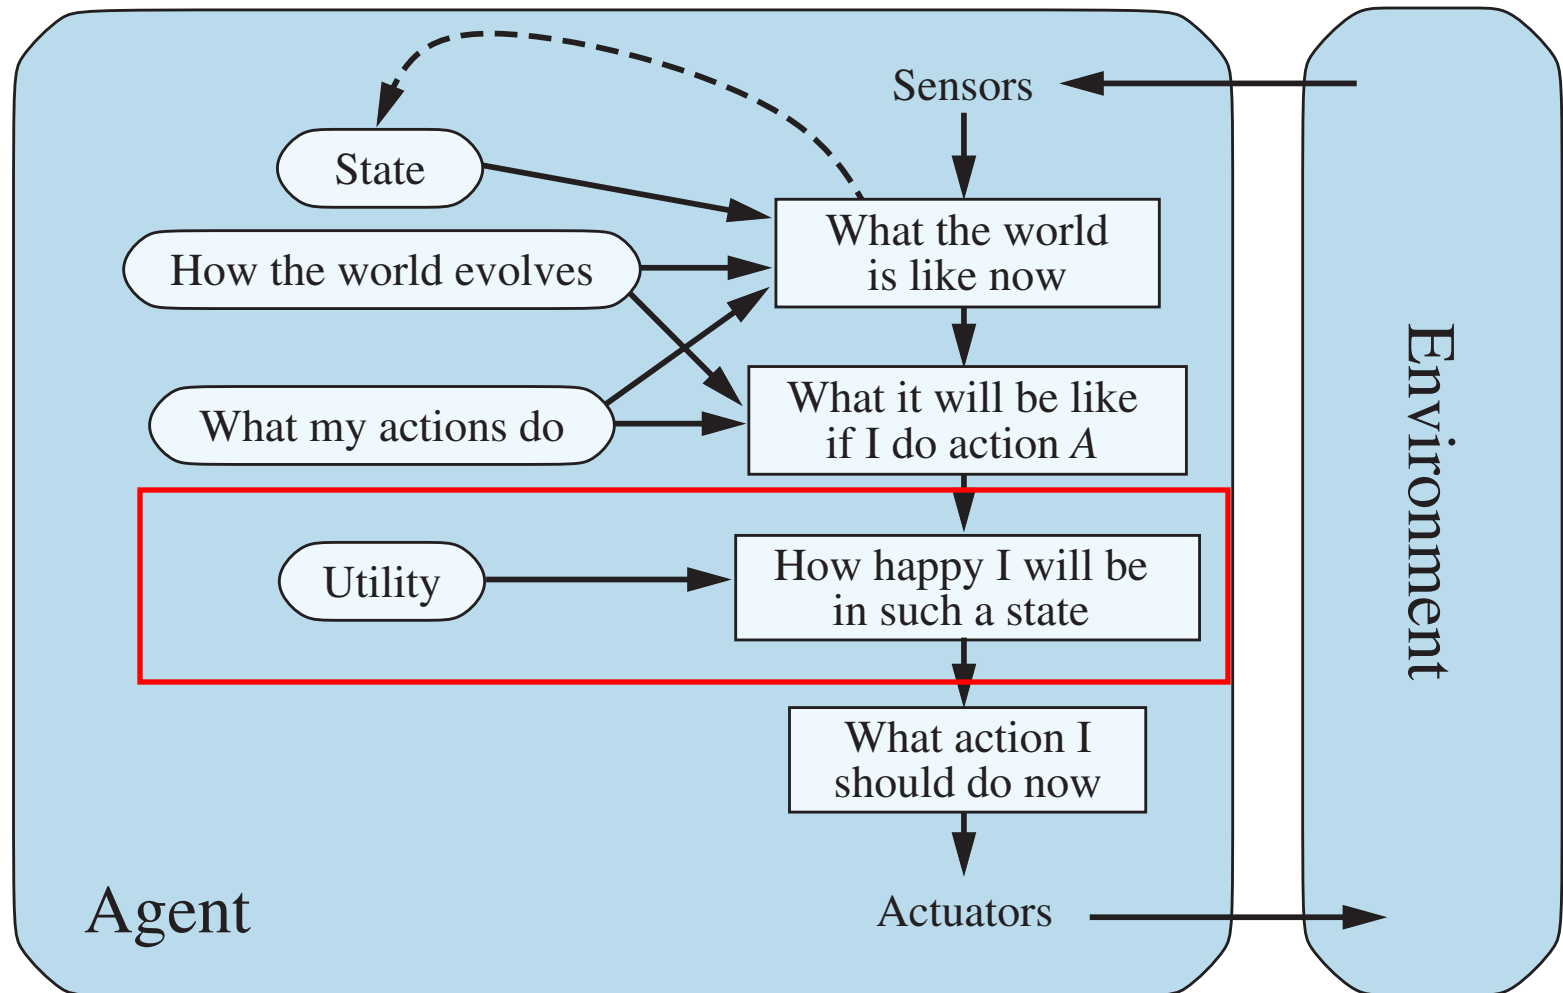 Sensors
State
What the world
is like now
How the world evolves
What it will be like
if I do action A
What my actions do
How happy I will be
in such a state
Utility
What action I
should do now
Agent
Actuators
Environment